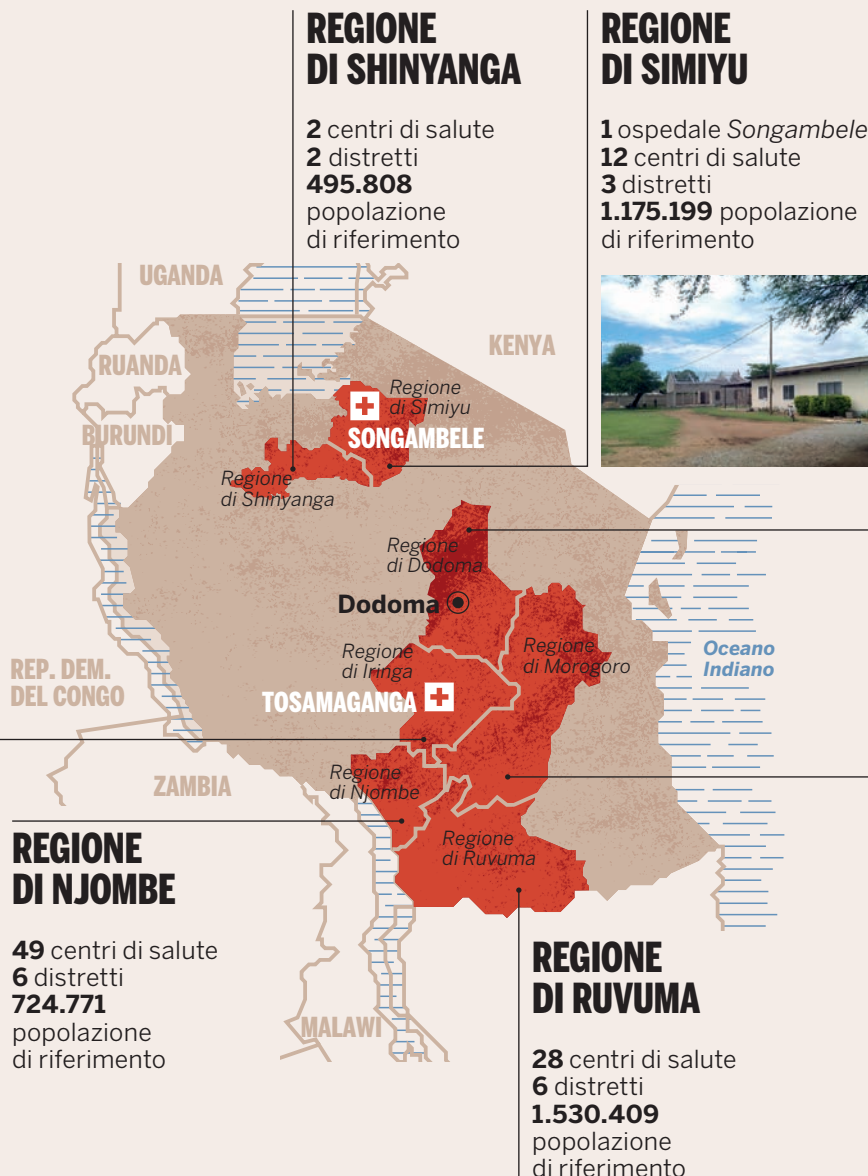 REGIONE
DI SHINYANGA
2 centri di salute
2 distretti
495.808
popolazione
di riferimento
REGIONE
DI SIMIYU
1 ospedale Songambele
12 centri di salute
3 distretti
1.175.199 popolazione
di riferimento
UGANDA
KENYA
RUANDA
BURUNDI
Regione
di Simiyu
SONGAMBELE
Regione
di Shinyanga
Regione
di Dodoma
Dodoma
Regione
di Iringa
Regione
di Morogoro
Oceano
Indiano
REP. DEM.
DEL CONGO
TOSAMAGANGA
ZAMBIA
Regione
di Njombe
Regione
di Ruvuma
REGIONE
DI NJOMBE
49 centri di salute
6 distretti
724.771
popolazione
di riferimento
MALAWI
REGIONE
DI RUVUMA
28 centri di salute
6 distretti
1.530.409
popolazione
di riferimento